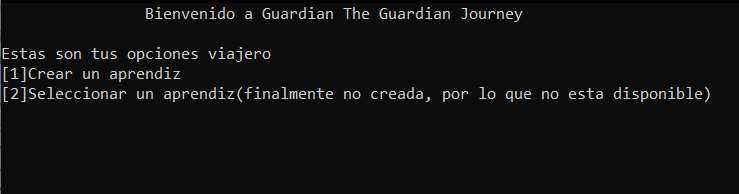 Bienvenido a Guardian The Guardian Journey
Estas son tus opciones viajero
[1]Crear un aprendiz
[2]Seleccionar un aprendiz(finalmente no creada, por lo que no esta disponible)